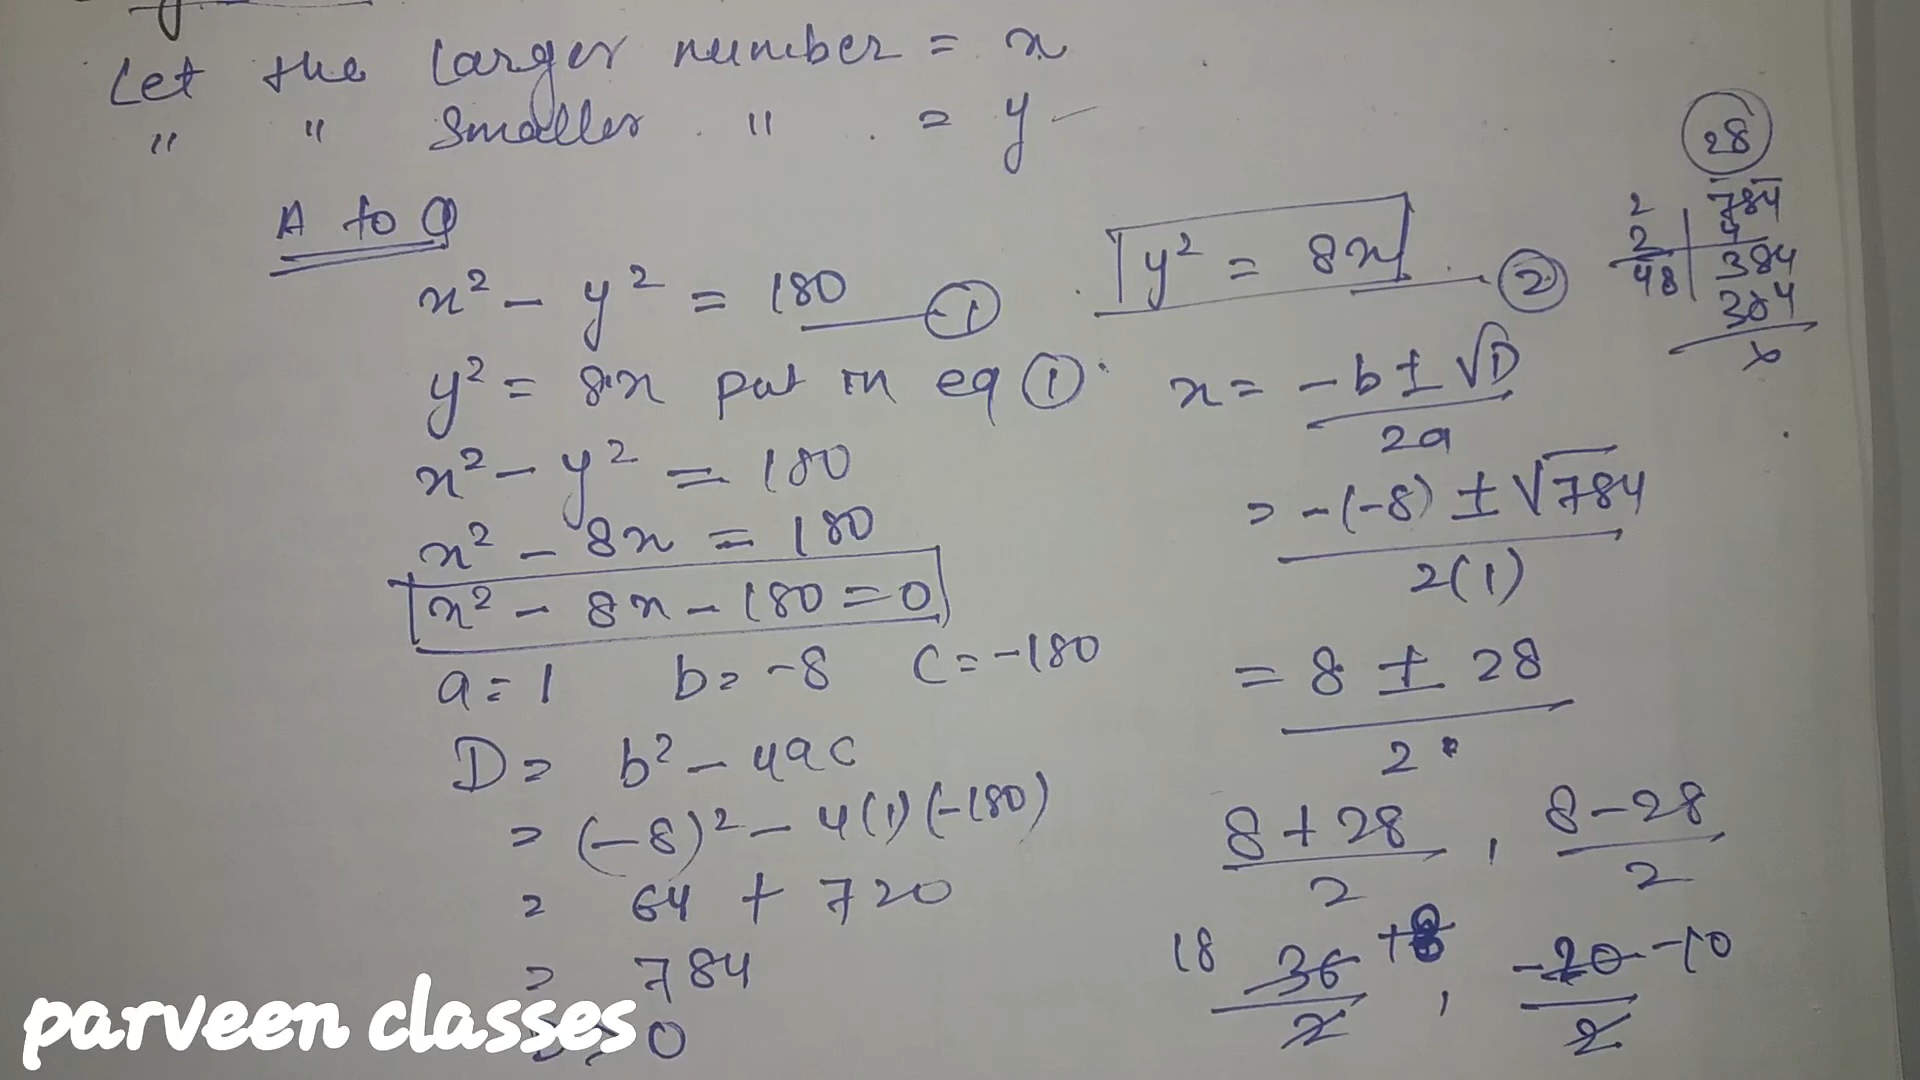 Let the larger number = x
" " Smaller " = y
A to Q
x² - y² = 180 — ①
y² = 8x put in eq ①
x² - y² = 180
x² - 8x = 180
x² - 8x - 180 = 0
a = 1 b = -8 c = -180
D = b² - 4ac
= (-8)² - 4(1)(-180)
= 64 + 720
= 784
D > 0
y² = 8x — ②
x = -b ± √D
2a
= -(-8) ± √784
2(1)
= 8 ± 28
2
8 + 28 , 8 - 28
2 2
18 36 , -20 -10
2 2
28
2 784
2 4
48 384
384
x
parveen classes